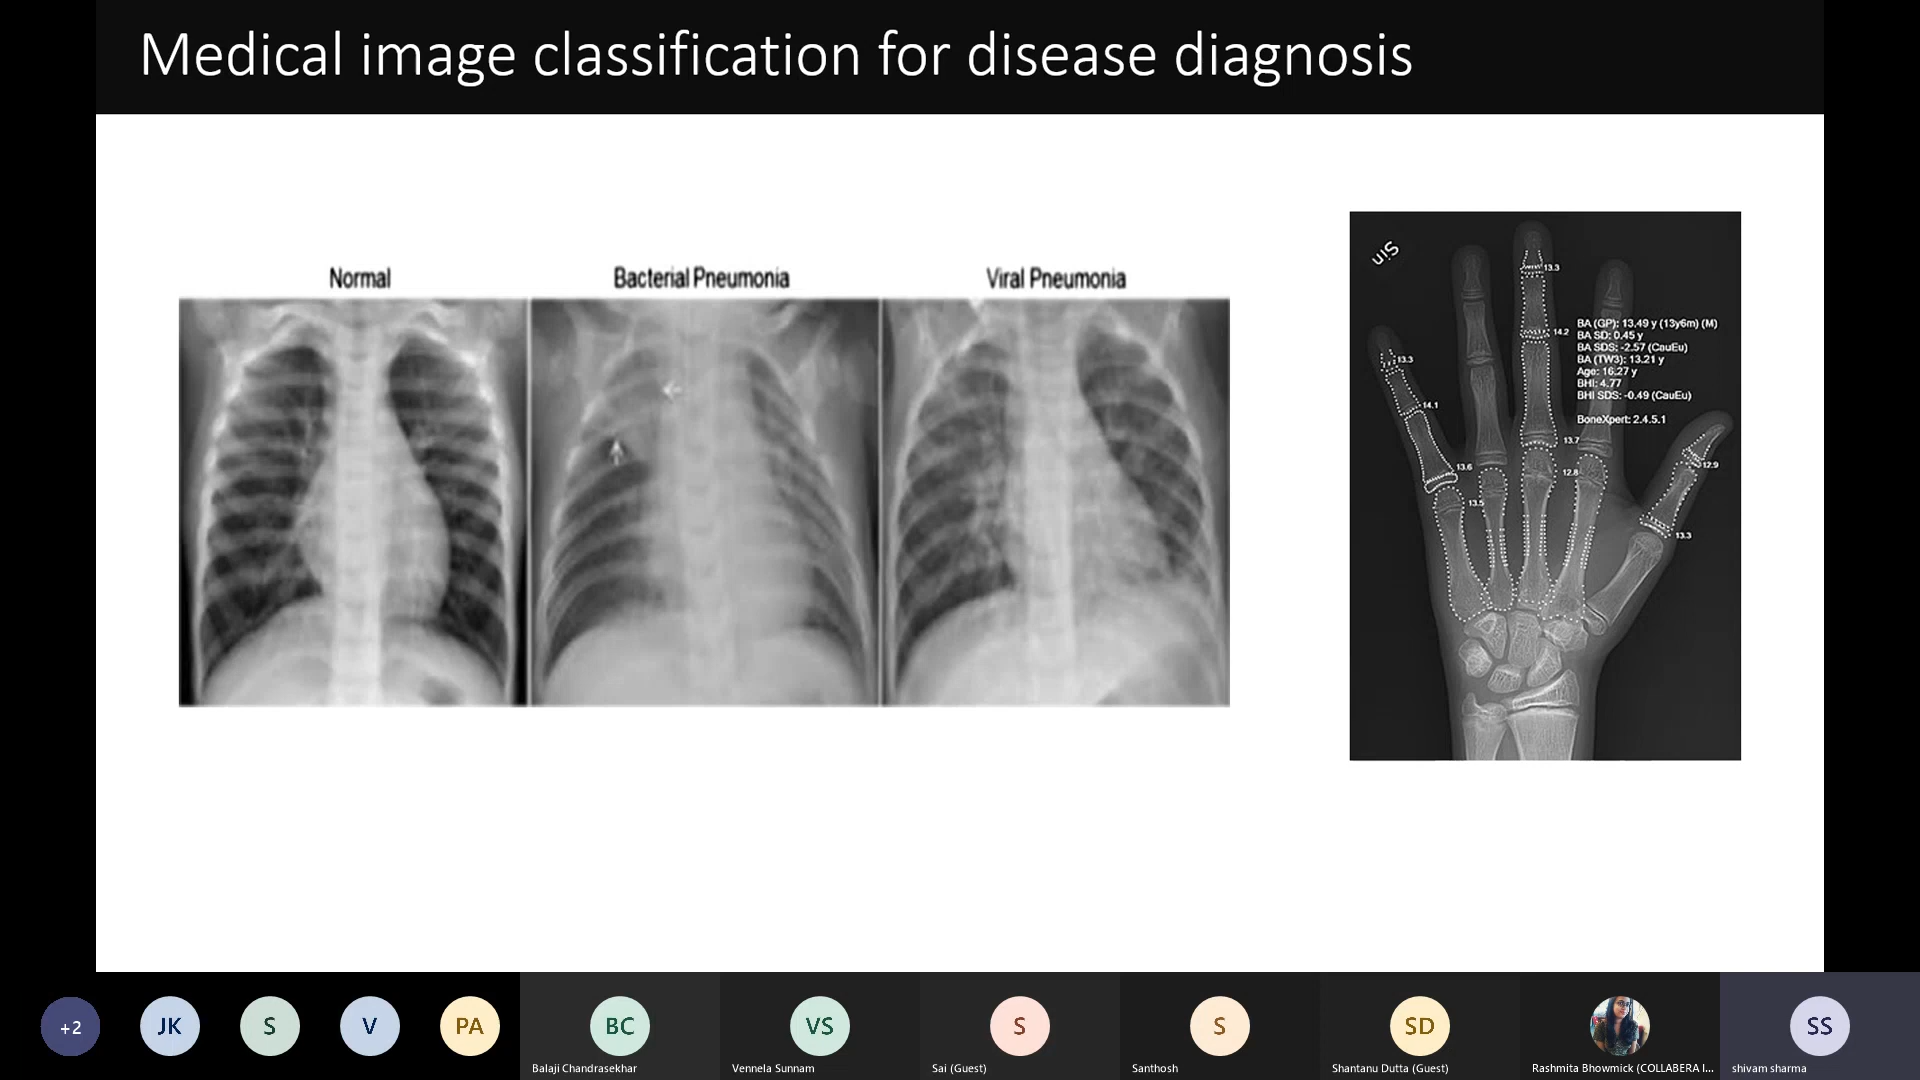 Medical image classification for disease diagnosis
Normal
Bacterial Pneumonia
Viral Pneumonia
sin
13.3
14.2
BA (GP): 13.49 y (13y6m) (M)
BA SD: 0.45 y
BA SDS: -2.57 (CauEu)
BA (TW3): 13.21 y
Age: 16.27 y
BHI: 4.77
BHI SDS: -0.49 (CauEu)
BoneXpert: 2.4.5.1
13.3
14.1
13.7
13.6
12.8
12.9
13.5
13.3
+2
JK
S
V
PA
BC
VS
S
S
SD
SS
Balaji Chandrasekhar
Vennela Sunnam
Sai (Guest)
Santhosh
Shantanu Dutta (Guest)
Rashmita Bhowmick (COLLABERA I...
shivam sharma